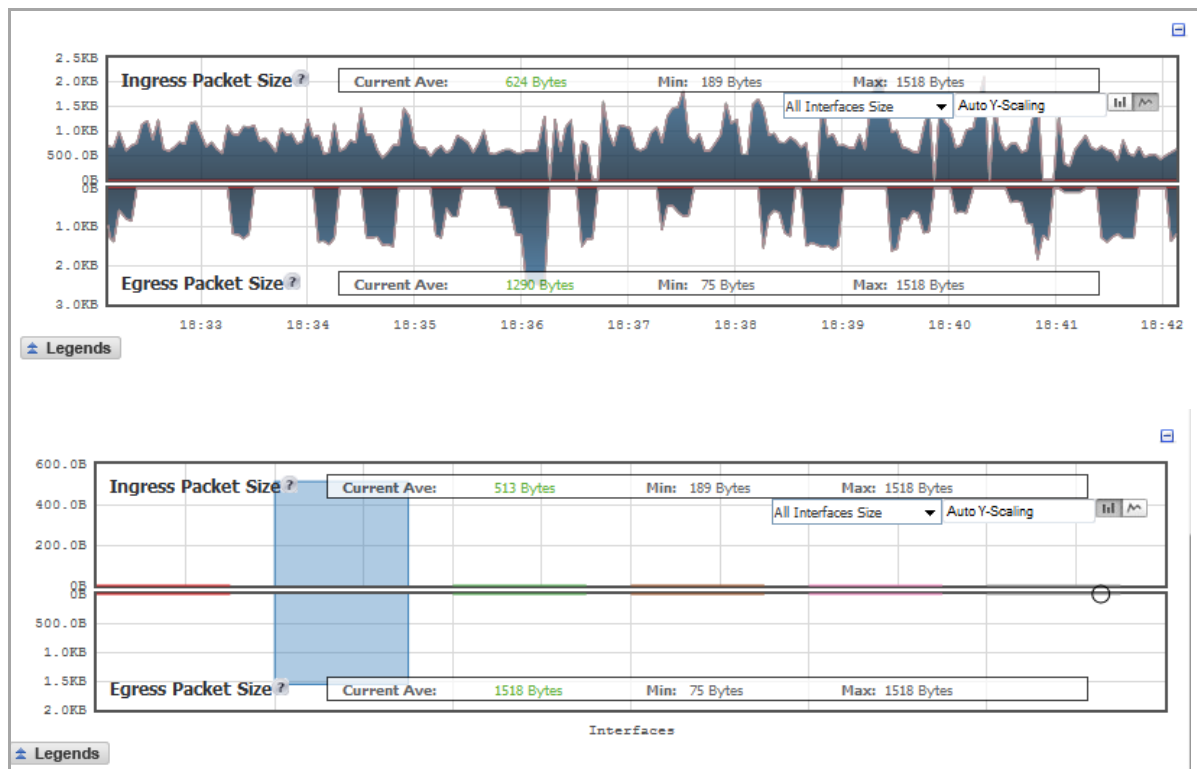 2.5KB
2.0KB
1.5KB
1.0KB
500.0B
0B
Ingress Packet Size ?
Current Ave: 624 Bytes Min: 189 Bytes Max: 1518 Bytes
All Interfaces Size Auto Y-Scaling
0B
1.0KB
2.0KB
3.0KB
Egress Packet Size ?
Current Ave: 1290 Bytes Min: 75 Bytes Max: 1518 Bytes
18:33 18:34 18:35 18:36 18:37 18:38 18:39 18:40 18:41 18:42
Legends
600.0B
400.0B
200.0B
0B
Ingress Packet Size ?
Current Ave: 513 Bytes Min: 189 Bytes Max: 1518 Bytes
All Interfaces Size Auto Y-Scaling
0B
500.0B
1.0KB
1.5KB
2.0KB
Egress Packet Size ?
Current Ave: 1518 Bytes Min: 75 Bytes Max: 1518 Bytes
Interfaces
Legends